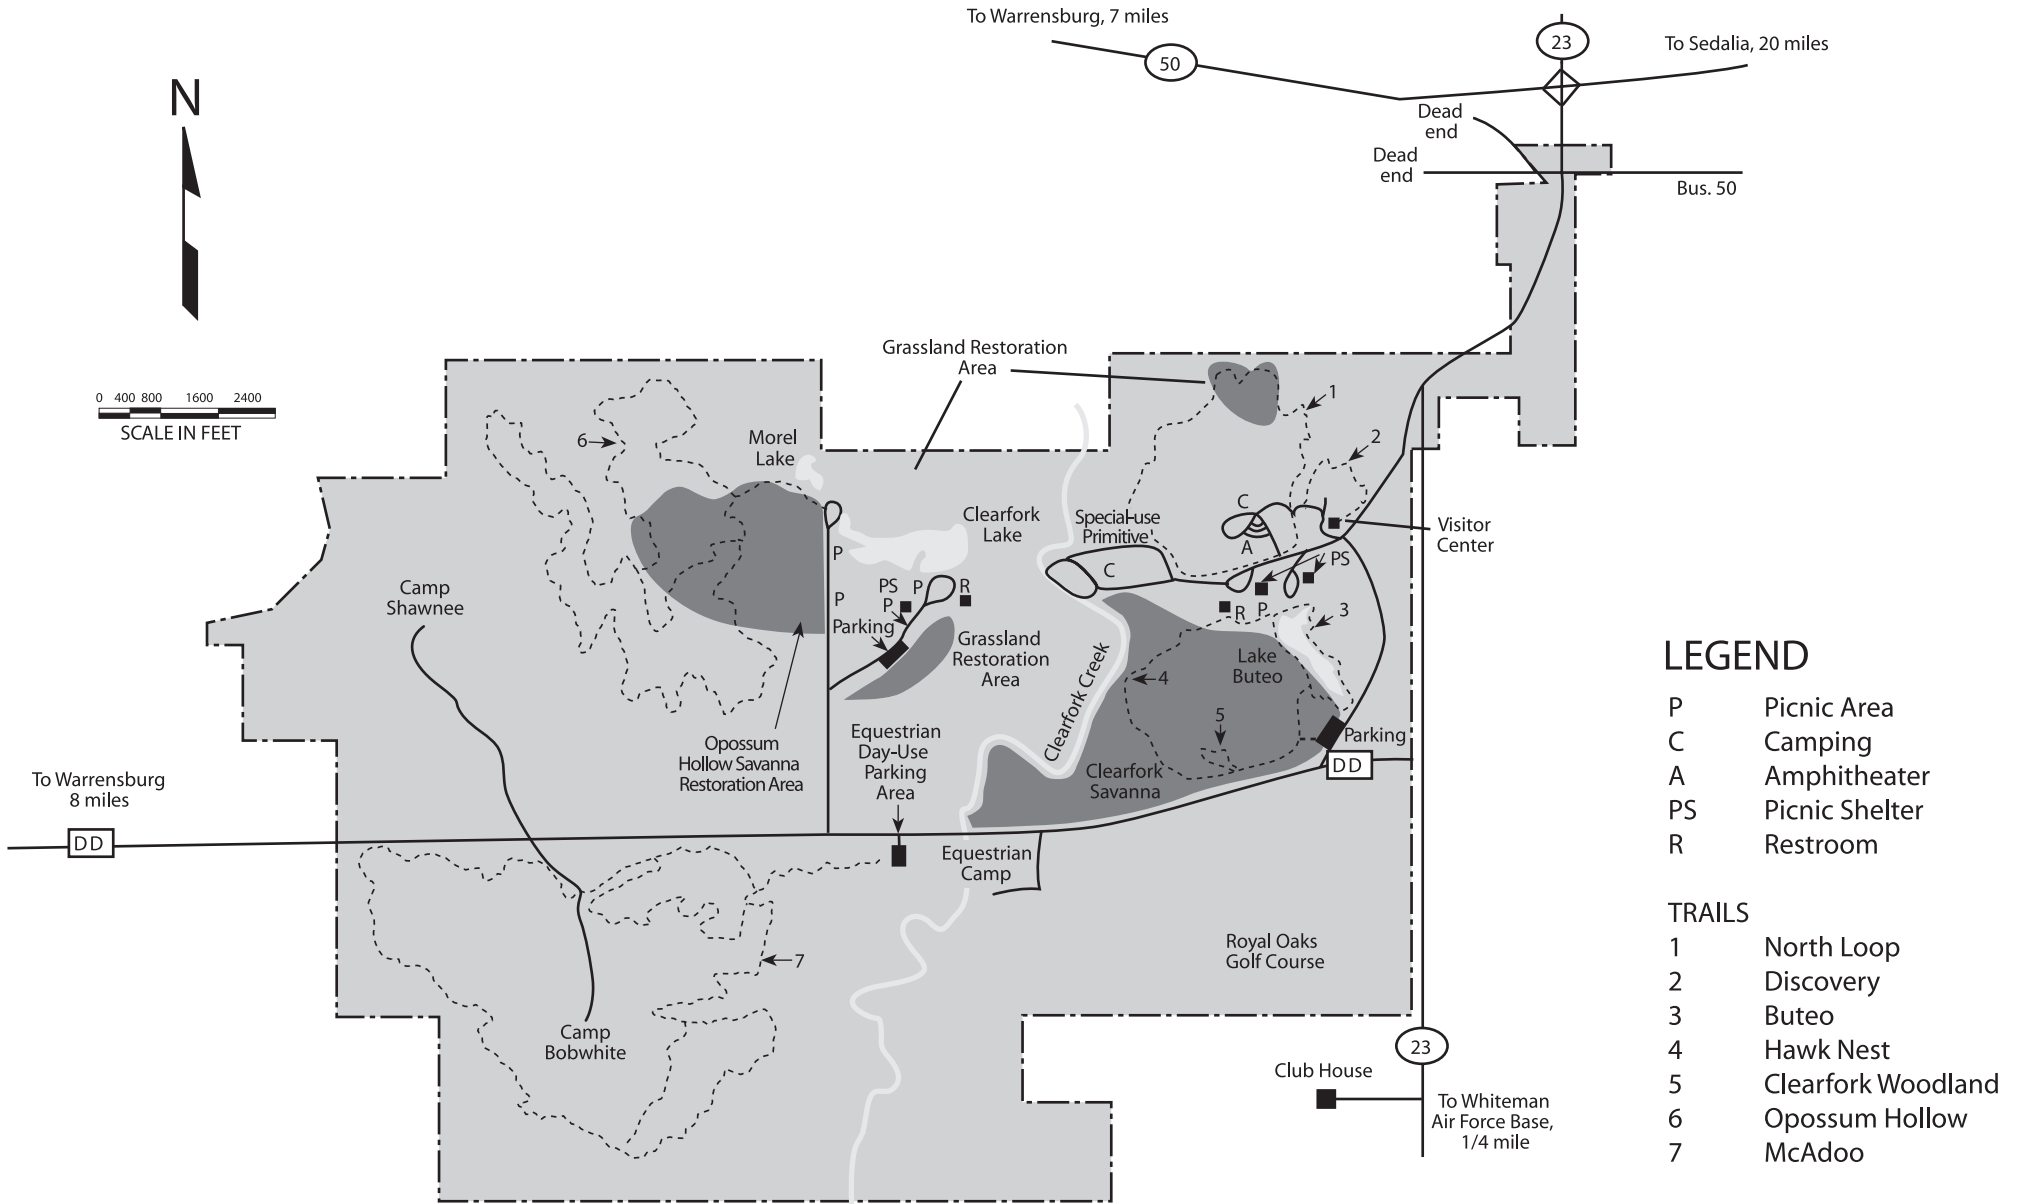 To Warrensburg, 7 miles
50
23
To Sedalia, 20 miles
Dead
end
Dead
end
Bus. 50
N
0 400 800 1600 2400
SCALE IN FEET
Grassland Restoration
Area
1
2
6
Morel
Lake
Clearfork
Lake
Special-use
Primitive
C
A
C
Visitor
Center
PS
P
P
PS
P
R
P
Parking
R
P
3
Camp
Shawnee
Grassland
Restoration
Area
Lake
Buteo
4
5
Clearfork Creek
Opossum
Hollow Savanna
Restoration Area
Equestrian
Day-Use
Parking
Area
Clearfork
Savanna
Parking
DD
To Warrensburg
8 miles
DD
Equestrian
Camp
7
Royal Oaks
Golf Course
Camp
Bobwhite
23
Club House
To Whiteman
Air Force Base,
1/4 mile
LEGEND
P Picnic Area
C Camping
A Amphitheater
PS Picnic Shelter
R Restroom
TRAILS
1 North Loop
2 Discovery
3 Buteo
4 Hawk Nest
5 Clearfork Woodland
6 Opossum Hollow
7 McAdoo